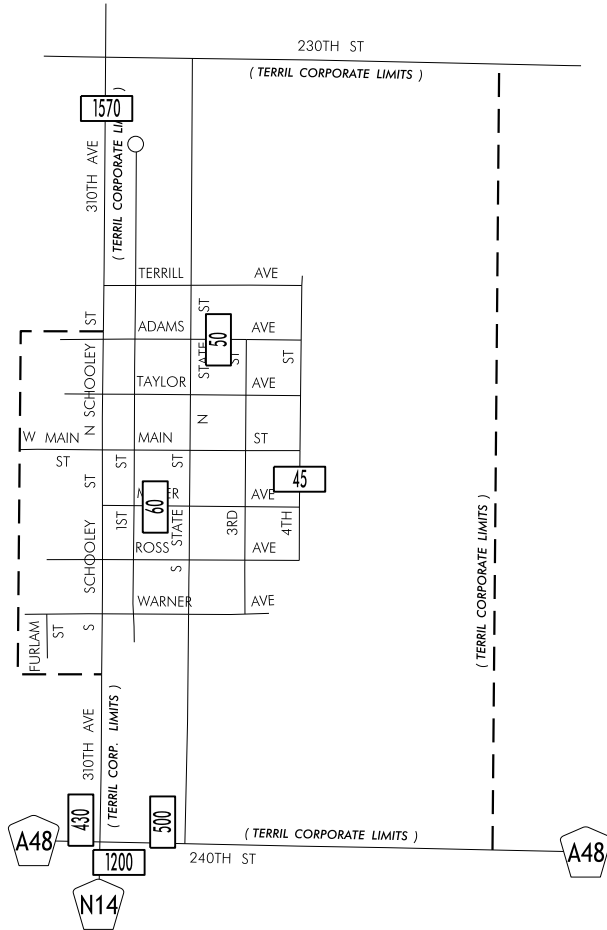 230TH ST
( TERRIL CORPORATE LIMITS )
1570
310TH AVE
( TERRIL CORPORATE LI
)
TERRILL AVE
N SCHOOLEY ST
N STATE ST
50
ADAMS AVE
ST
ST
TAYLOR AVE
W MAIN ST
MAIN ST
45
AVE
60
S SCHOOLEY ST
1ST ST
S STATE ST
3RD
4TH
ROSS AVE
WARNER AVE
FURLAM ST
( TERRIL CORPORATE LIMITS )
310TH AVE
( TERRIL CORP. LIMITS )
430
500
( TERRIL CORPORATE LIMITS )
A48
A48
1200
240TH ST
N14